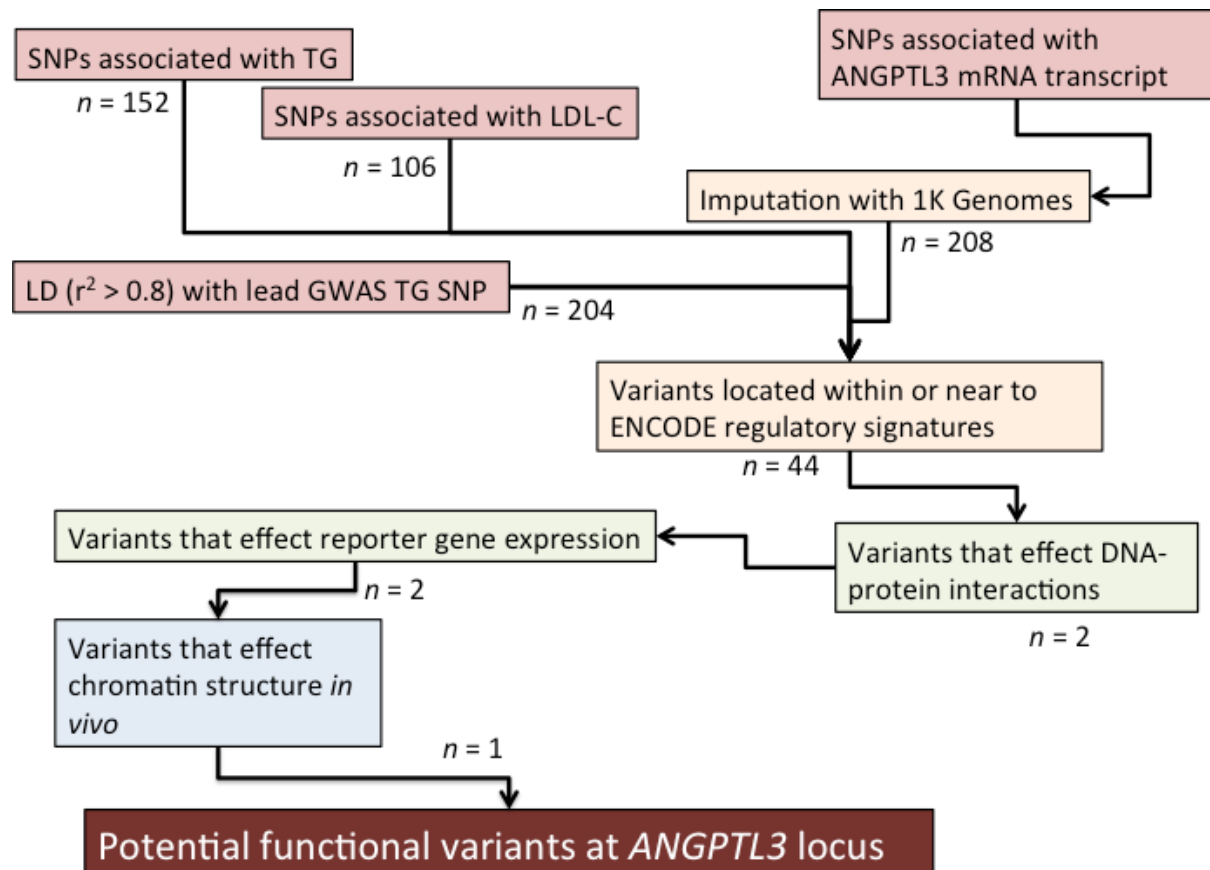 SNPs associated with TG
n = 152
SNPs associated with LDL-C
n = 106
SNPs associated with
ANGPTL3 mRNA transcript
Imputation with 1K Genomes
n = 208
LD (r² > 0.8) with lead GWAS TG SNP
n = 204
Variants located within or near to
ENCODE regulatory signatures
n = 44
Variants that effect DNA-
protein interactions
n = 2
Variants that effect reporter gene expression
n = 2
Variants that effect
chromatin structure in
vivo
n = 1
Potential functional variants at ANGPTL3 locus